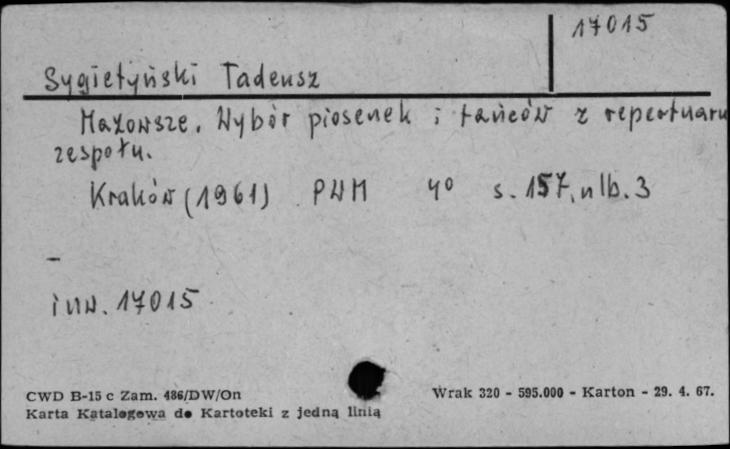 17015
Sygietyński Tadeusz
Mazowsze. Wybór piosenek i tańców z repertuaru
zespołu.
Kraków (1961) PWM 4° s. 157, nlb. 3
–
inw. 17015
CWD B-15 c Zam. 486/DW/On
Wrak 320 - 595.000 - Karton - 29. 4. 67.
Karta Katalogowa do Kartoteki z jedną linią